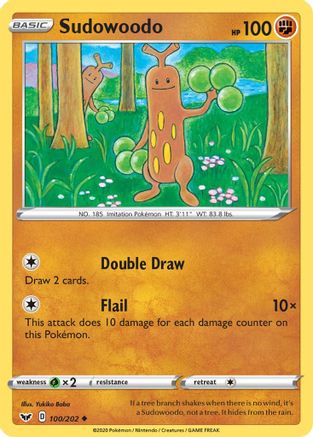 BASIC Sudowoodo HP 100
NO. 185 Imitation Pokémon HT: 3'11" WT: 83.8 lbs.
Double Draw
Draw 2 cards.
Flail 10×
This attack does 10 damage for each damage counter on
this Pokémon.
weakness ×2 resistance retreat
Illus. Yukiko Baba
If a tree branch shakes when there is no wind, it's
a Sudowoodo, not a tree. It hides from the rain.
D 100/202
©2020 Pokémon / Nintendo / Creatures / GAME FREAK